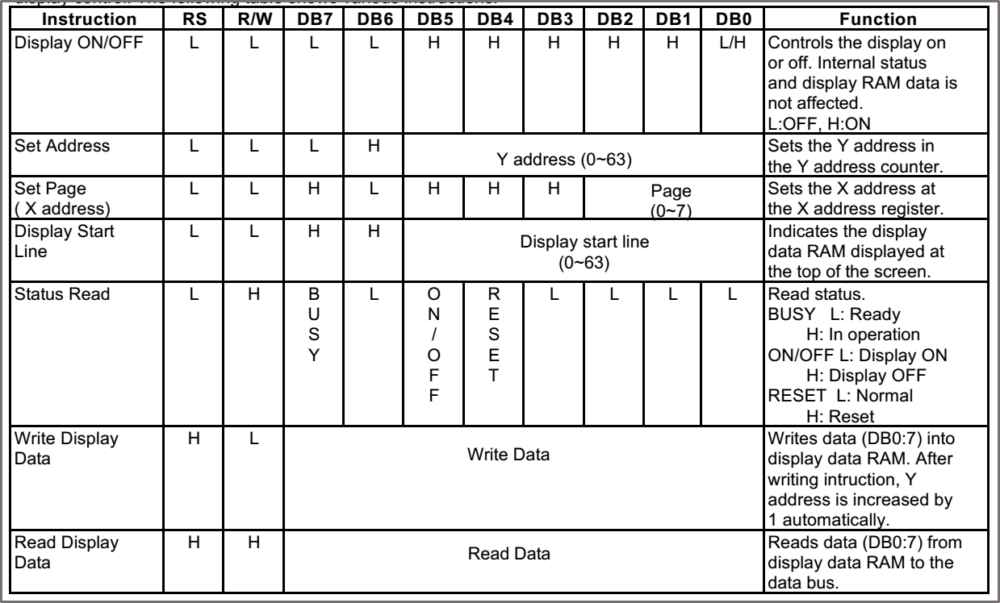 display control. The following table shows various instructions.
Instruction RS R/W DB7 DB6 DB5 DB4 DB3 DB2 DB1 DB0 Function
Display ON/OFF L L L L H H H H H L/H Controls the display on
or off. Internal status
and display RAM data is
not affected.
L:OFF, H:ON
Set Address L L L H Y address (0~63) Sets the Y address in
the Y address counter.
Set Page L L H L H H H Page Sets the X address at
( X address) (0~7) the X address register.
Display Start L L H H Display start line Indicates the display
Line (0~63) data RAM displayed at
the top of the screen.
Status Read L H B L O R L L L L Read status.
U N E BUSY L: Ready
S / S H: In operation
Y O E ON/OFF L: Display ON
F T H: Display OFF
F RESET L: Normal
H: Reset
Write Display H L Write Data Writes data (DB0:7) into
Data display data RAM. After
writing intruction, Y
address is increased by
1 automatically.
Read Display H H Read Data Reads data (DB0:7) from
Data display data RAM to the
data bus.